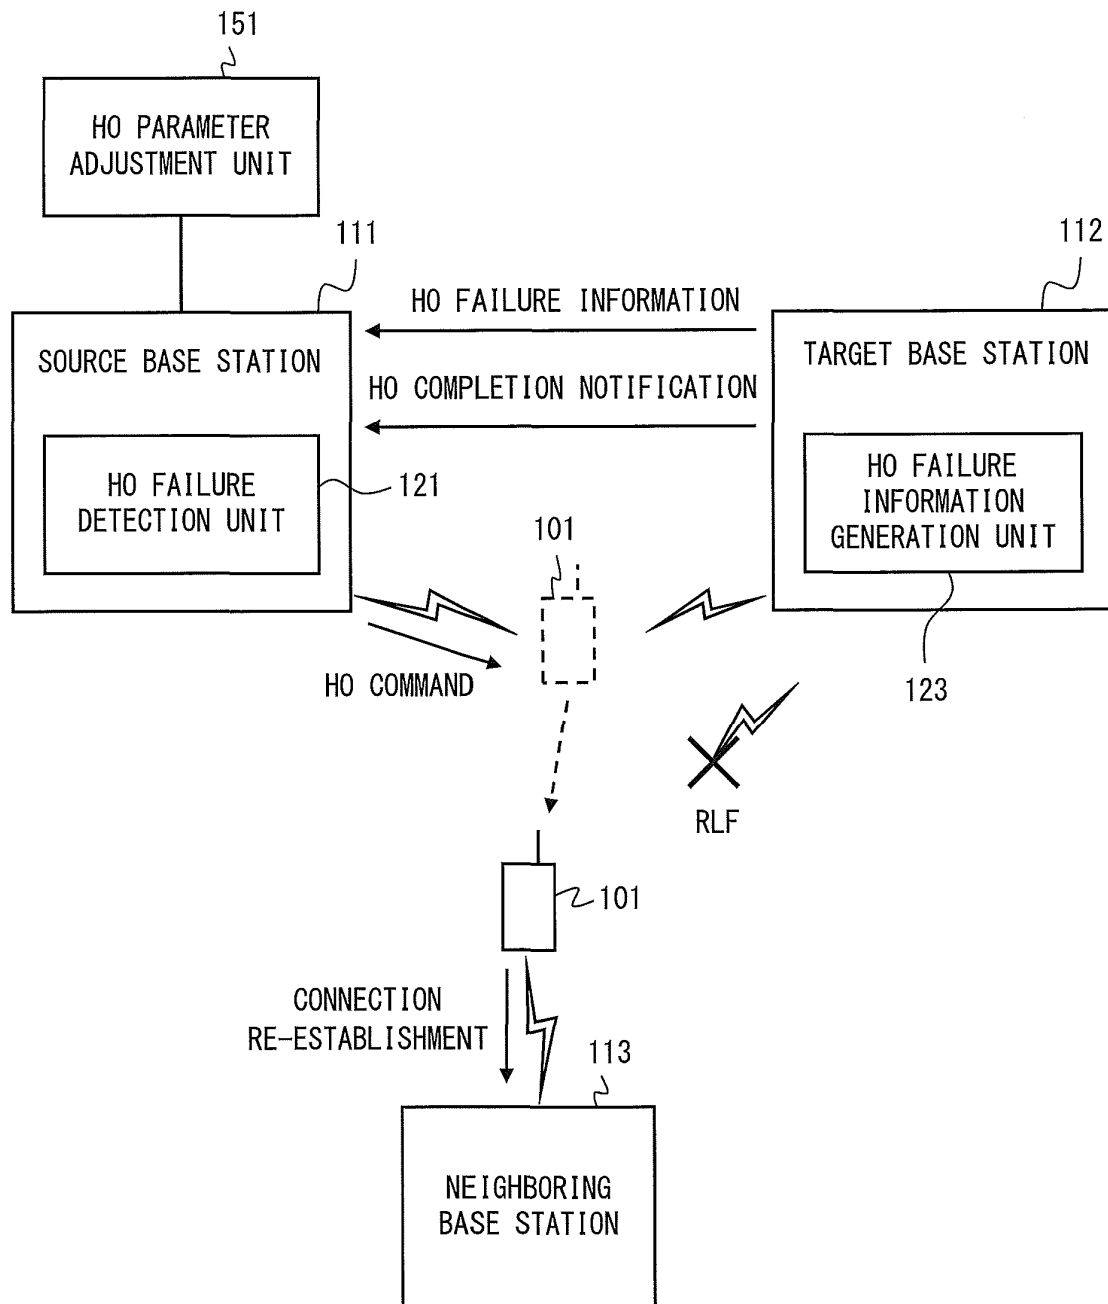 151
HO PARAMETER
ADJUSTMENT UNIT
111
112
HO FAILURE INFORMATION
SOURCE BASE STATION
TARGET BASE STATION
HO COMPLETION NOTIFICATION
HO FAILURE
DETECTION UNIT
121
HO FAILURE
INFORMATION
GENERATION UNIT
101
HO COMMAND
123
RLF
101
CONNECTION
RE-ESTABLISHMENT
113
NEIGHBORING
BASE STATION